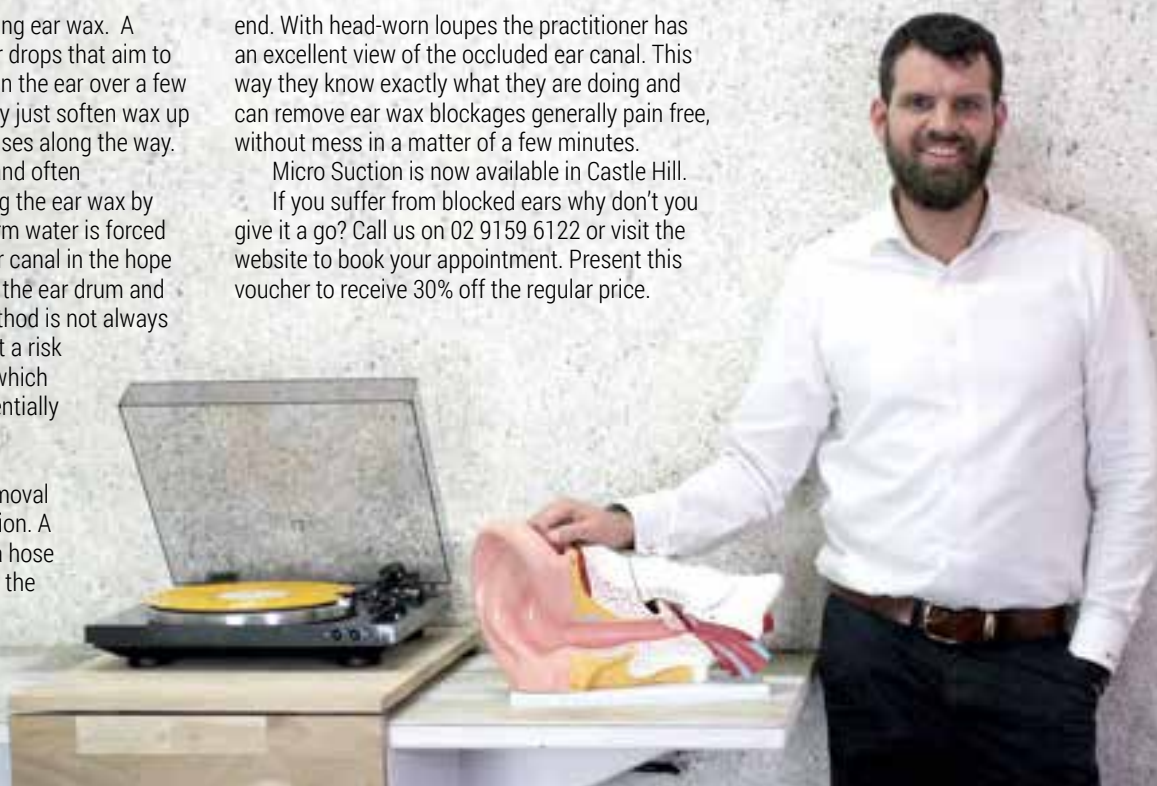 ng ear wax. A
r drops that aim to
n the ear over a few
y just soften wax up
ses along the way.
nd often
g the ear wax by
rm water is forced
r canal in the hope
the ear drum and
thod is not always
t a risk
which
entially
moval
ion. A
n hose
the
end. With head-worn loupes the practitioner has
an excellent view of the occluded ear canal. This
way they know exactly what they are doing and
can remove ear wax blockages generally pain free,
without mess in a matter of a few minutes.
Micro Suction is now available in Castle Hill.
If you suffer from blocked ears why don't you
give it a go? Call us on 02 9159 6122 or visit the
website to book your appointment. Present this
voucher to receive 30% off the regular price.